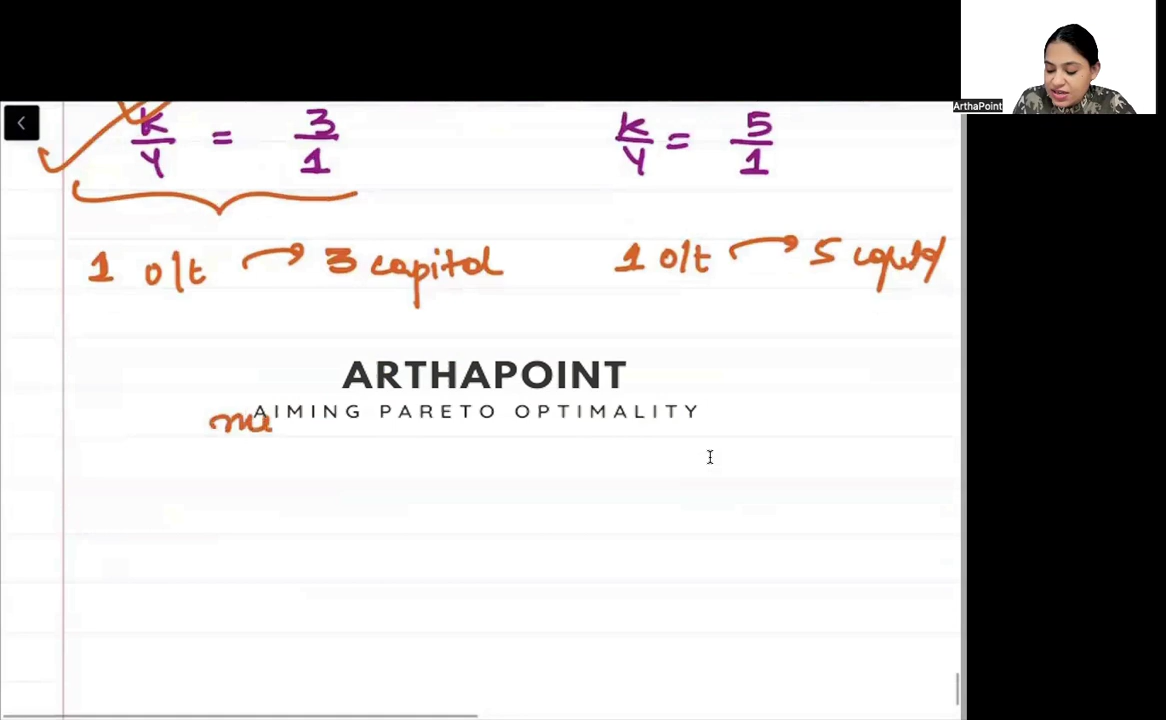 K/Y = 3/1
K/Y = 5/1
1 o/t → 3 capital
1 o/t → 5 capital
ARTHAPOINT
AIMING PARETO OPTIMALITY
ArthaPoint